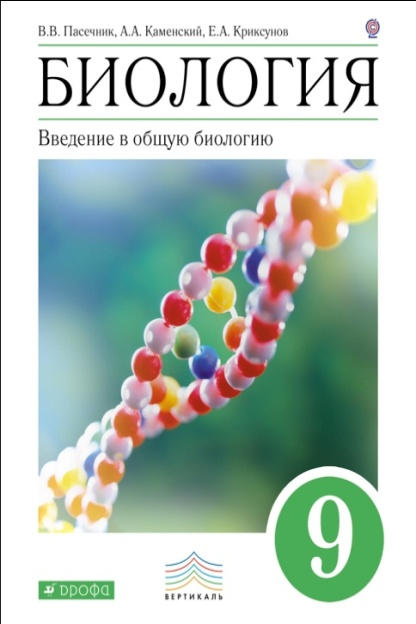 В.В. Пасечник, А.А. Каменский, Е.А. Криксунов
БИОЛОГИЯ
Введение в общую биологию
9
ДРОФА
ВЕРТИКАЛЬ